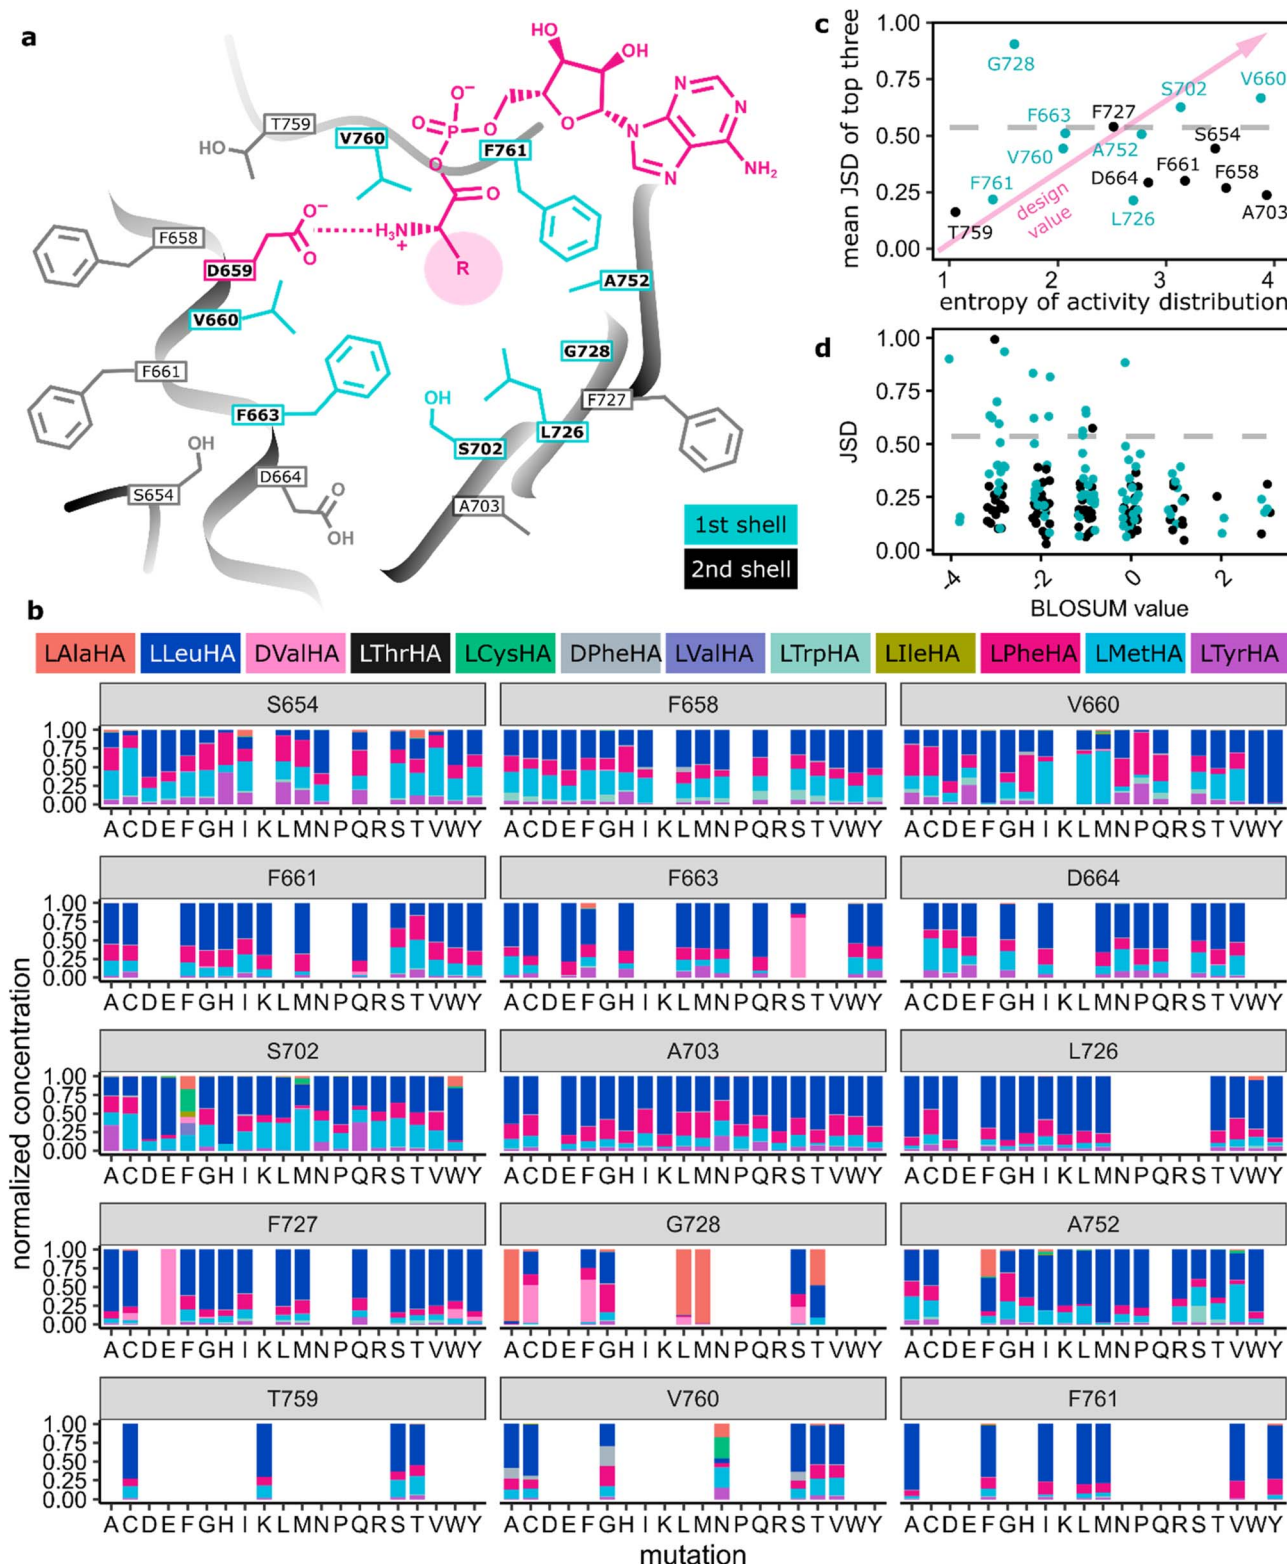 a
HO
OH
O⁻
O
P
O
O
N
N
N
N
NH₂
O
O
T759
HO
V760
F761
O⁻
O
H₃N
+
R
F658
D659
V660
A752
F661
G728
F663
OH
F727
L726
S702
OH
S654
D664
O
OH
A703
1st shell
2nd shell
c
mean JSD of top three
1.00
0.75
0.50
0.25
0.00
G728
V660
S702
F663
F727
S654
V760
A752
F661
F658
D664
F761
A703
L726
T759
design
value
1 2 3 4
entropy of activity distribution
d
JSD
1.00
0.75
0.50
0.25
0.00
-4 -2 0 2
BLOSUM value
b
LAlaHA LLeuHA DValHA LThrHA LCysHA DPheHA LValHA LTrpHA LIleHA LPheHA LMetHA LTyrHA
normalized concentration
S654 F658 V660
1.00
0.75
0.50
0.25
0.00
ACDEFGHIKLMNPQRSTVWY ACDEFGHIKLMNPQRSTVWY ACDEFGHIKLMNPQRSTVWY
F661 F663 D664
1.00
0.75
0.50
0.25
0.00
ACDEFGHIKLMNPQRSTVWY ACDEFGHIKLMNPQRSTVWY ACDEFGHIKLMNPQRSTVWY
S702 A703 L726
1.00
0.75
0.50
0.25
0.00
ACDEFGHIKLMNPQRSTVWY ACDEFGHIKLMNPQRSTVWY ACDEFGHIKLMNPQRSTVWY
F727 G728 A752
1.00
0.75
0.50
0.25
0.00
ACDEFGHIKLMNPQRSTVWY ACDEFGHIKLMNPQRSTVWY ACDEFGHIKLMNPQRSTVWY
T759 V760 F761
1.00
0.75
0.50
0.25
0.00
ACDEFGHIKLMNPQRSTVWY ACDEFGHIKLMNPQRSTVWY ACDEFGHIKLMNPQRSTVWY
mutation